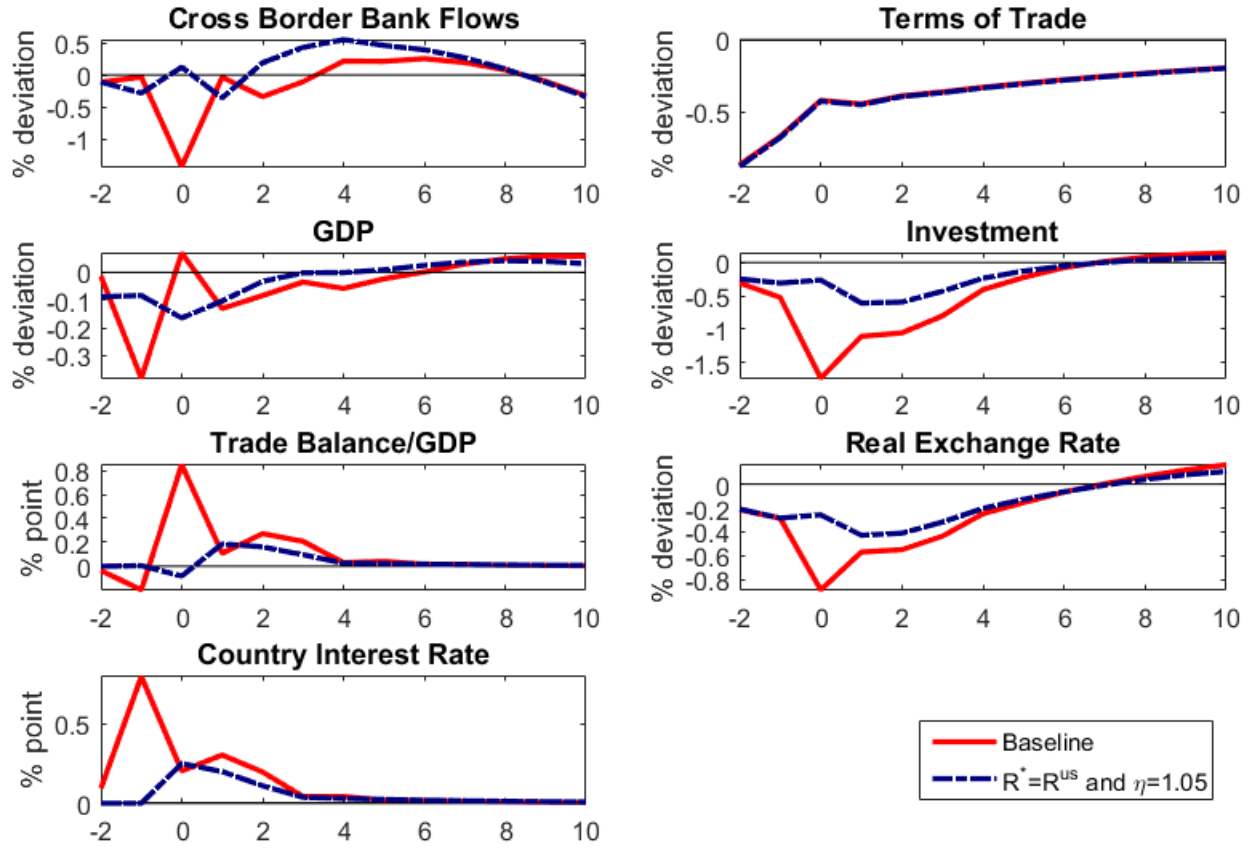 Cross Border Bank Flows
% deviation
0.5
0
-0.5
-1
-2 0 2 4 6 8 10
Terms of Trade
% deviation
0
-0.5
-2 0 2 4 6 8 10
GDP
% deviation
0
-0.1
-0.2
-0.3
-2 0 2 4 6 8 10
Investment
% deviation
0
-0.5
-1
-1.5
-2 0 2 4 6 8 10
Trade Balance/GDP
% point
0.8
0.6
0.4
0.2
0
-2 0 2 4 6 8 10
Real Exchange Rate
% deviation
0
-0.2
-0.4
-0.6
-0.8
-2 0 2 4 6 8 10
Country Interest Rate
% point
0.5
0
-2 0 2 4 6 8 10
Baseline
R*=Rus and η=1.05